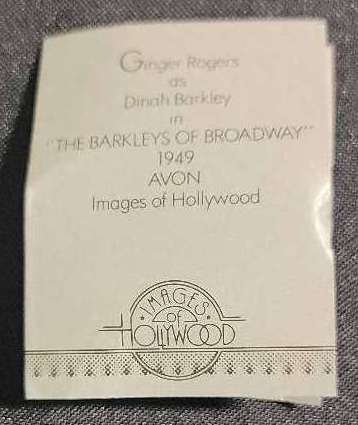 Ginger Rogers
as
Dinah Barkley
in
"THE BARKLEYS OF BROADWAY"
1949
AVON
Images of Hollywood
IMAGES
OF
HOLLYWOOD